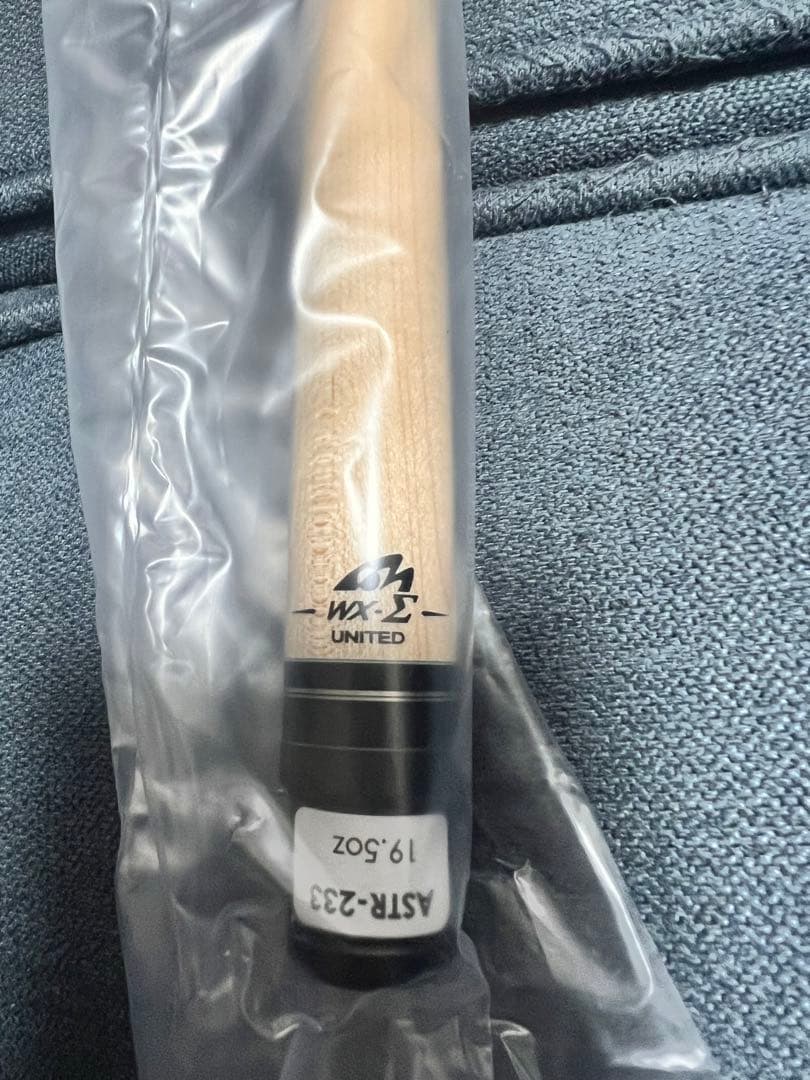 WX-Σ
UNITED
ASTR-233
19.5oz